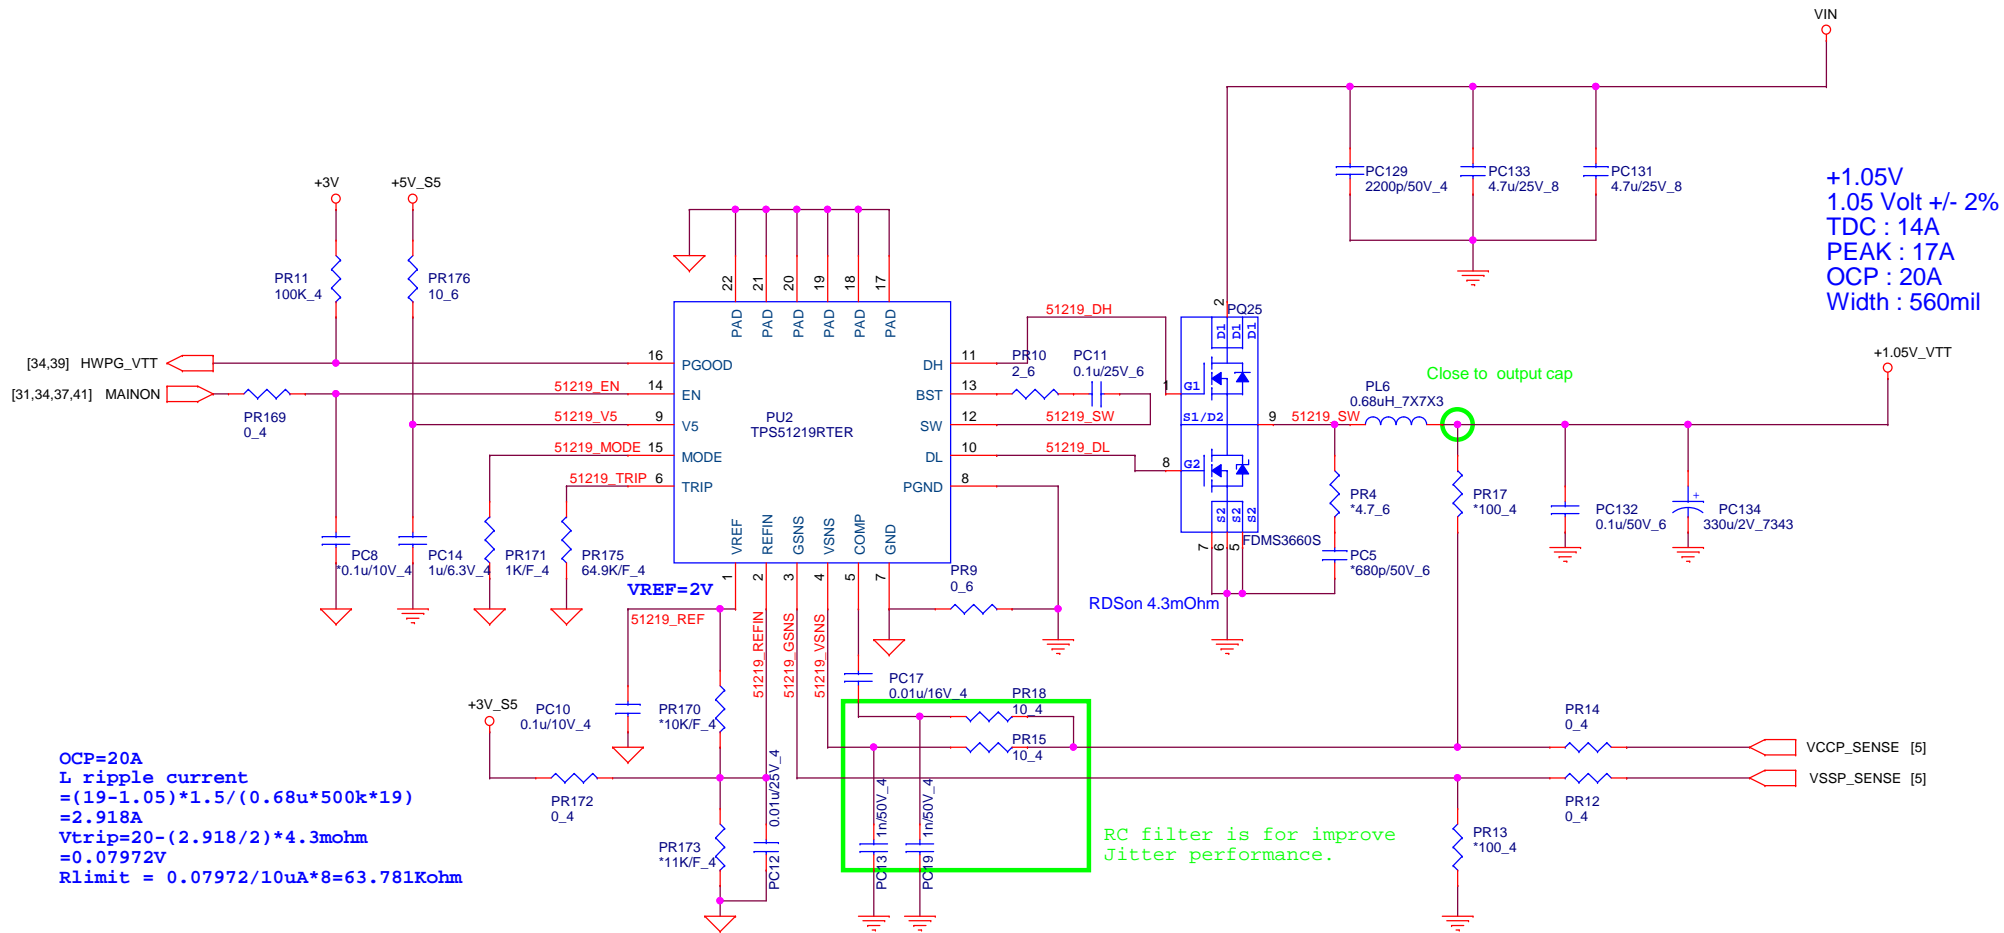 VIN
PC129
2200p/50V_4
PC133
4.7u/25V_8
PC131
4.7u/25V_8
+1.05V
1.05 Volt +/- 2%
TDC : 14A
PEAK : 17A
OCP : 20A
Width : 560mil
+3V
+5V_S5
PR11
100K_4
PR176
10_6
22
21
20
19
18
17
PAD
PAD
PAD
PAD
PAD
PAD
[34,39] HWPG_VTT
[31,34,37,41] MAINON
PR169
0_4
51219_EN
51219_V5
51219_MODE
51219_TRIP
16
14
9
15
6
PGOOD
EN
V5
MODE
TRIP
PU2
TPS51219RTER
DH
BST
SW
DL
PGND
11
13
12
10
8
VREF
REFIN
GSNS
VSNS
COMP
GND
1
2
3
4
5
7
51219_DH
PR10
2_6
PC11
0.1u/25V_6
51219_SW
51219_DL
2
PQ25
D1
D1
D1
1
G1
S1/D2
9
8
G2
S2
S2
S2
7
6
5
FDMS3660S
RDSon 4.3mOhm
51219_SW
PL6
0.68uH_7X7X3
Close to output cap
+1.05V_VTT
PR4
*4.7_6
PC5
*680p/50V_6
PR17
*100_4
PC132
0.1u/50V_6
+
PC134
330u/2V_7343
PC8
*0.1u/10V_4
PC14
1u/6.3V_4
PR171
1K/F_4
PR175
64.9K/F_4
VREF=2V
51219_REF
51219_REFIN
51219_GSNS
51219_VSNS
PR9
0_6
PC17
0.01u/16V_4
PR18
10_4
PR15
10_4
+3V_S5
PC10
0.1u/10V_4
PR170
*10K/F_4
PR172
0_4
PR173
*11K/F_4
PC12
0.01u/25V_4
PC13
1n/50V_4
PC19
1n/50V_4
RC filter is for improve
Jitter performance.
PR14
0_4
PR12
0_4
PR13
*100_4
VCCP_SENSE [5]
VSSP_SENSE [5]
OCP=20A
L ripple current
=(19-1.05)*1.5/(0.68u*500k*19)
=2.918A
Vtrip=20-(2.918/2)*4.3mohm
=0.07972V
Rlimit = 0.07972/10uA*8=63.781Kohm